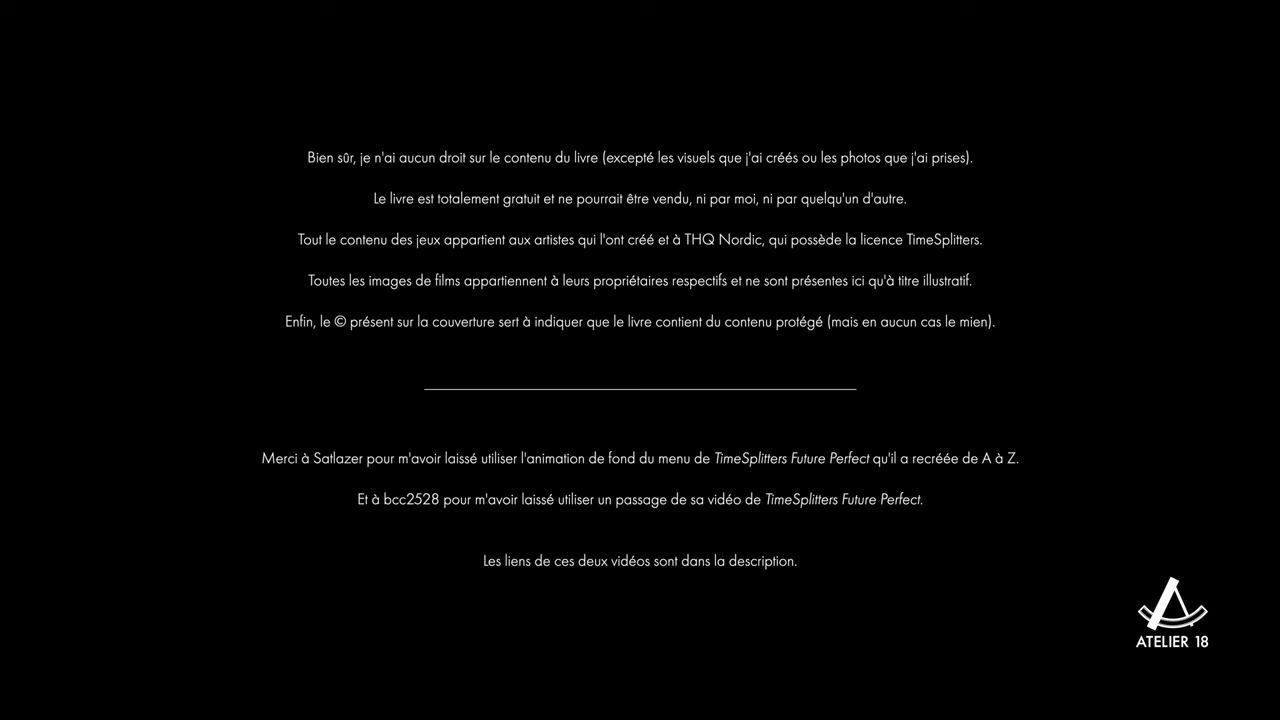 Bien sûr, je n'ai aucun droit sur le contenu du livre (excepté les visuels que j'ai créés ou les photos que j'ai prises).
Le livre est totalement gratuit et ne pourrait être vendu, ni par moi, ni par quelqu'un d'autre.
Tout le contenu des jeux appartient aux artistes qui l'ont créé et à THQ Nordic, qui possède la licence TimeSplitters.
Toutes les images de films appartiennent à leurs propriétaires respectifs et ne sont présentes ici qu'à titre illustratif.
Enfin, le © présent sur la couverture sert à indiquer que le livre contient du contenu protégé (mais en aucun cas le mien).
Merci à Satlazer pour m'avoir laissé utiliser l'animation de fond du menu de TimeSplitters Future Perfect qu'il a recréée de A à Z.
Et à bcc2528 pour m'avoir laissé utiliser un passage de sa vidéo de TimeSplitters Future Perfect.
Les liens de ces deux vidéos sont dans la description.
ATELIER 18